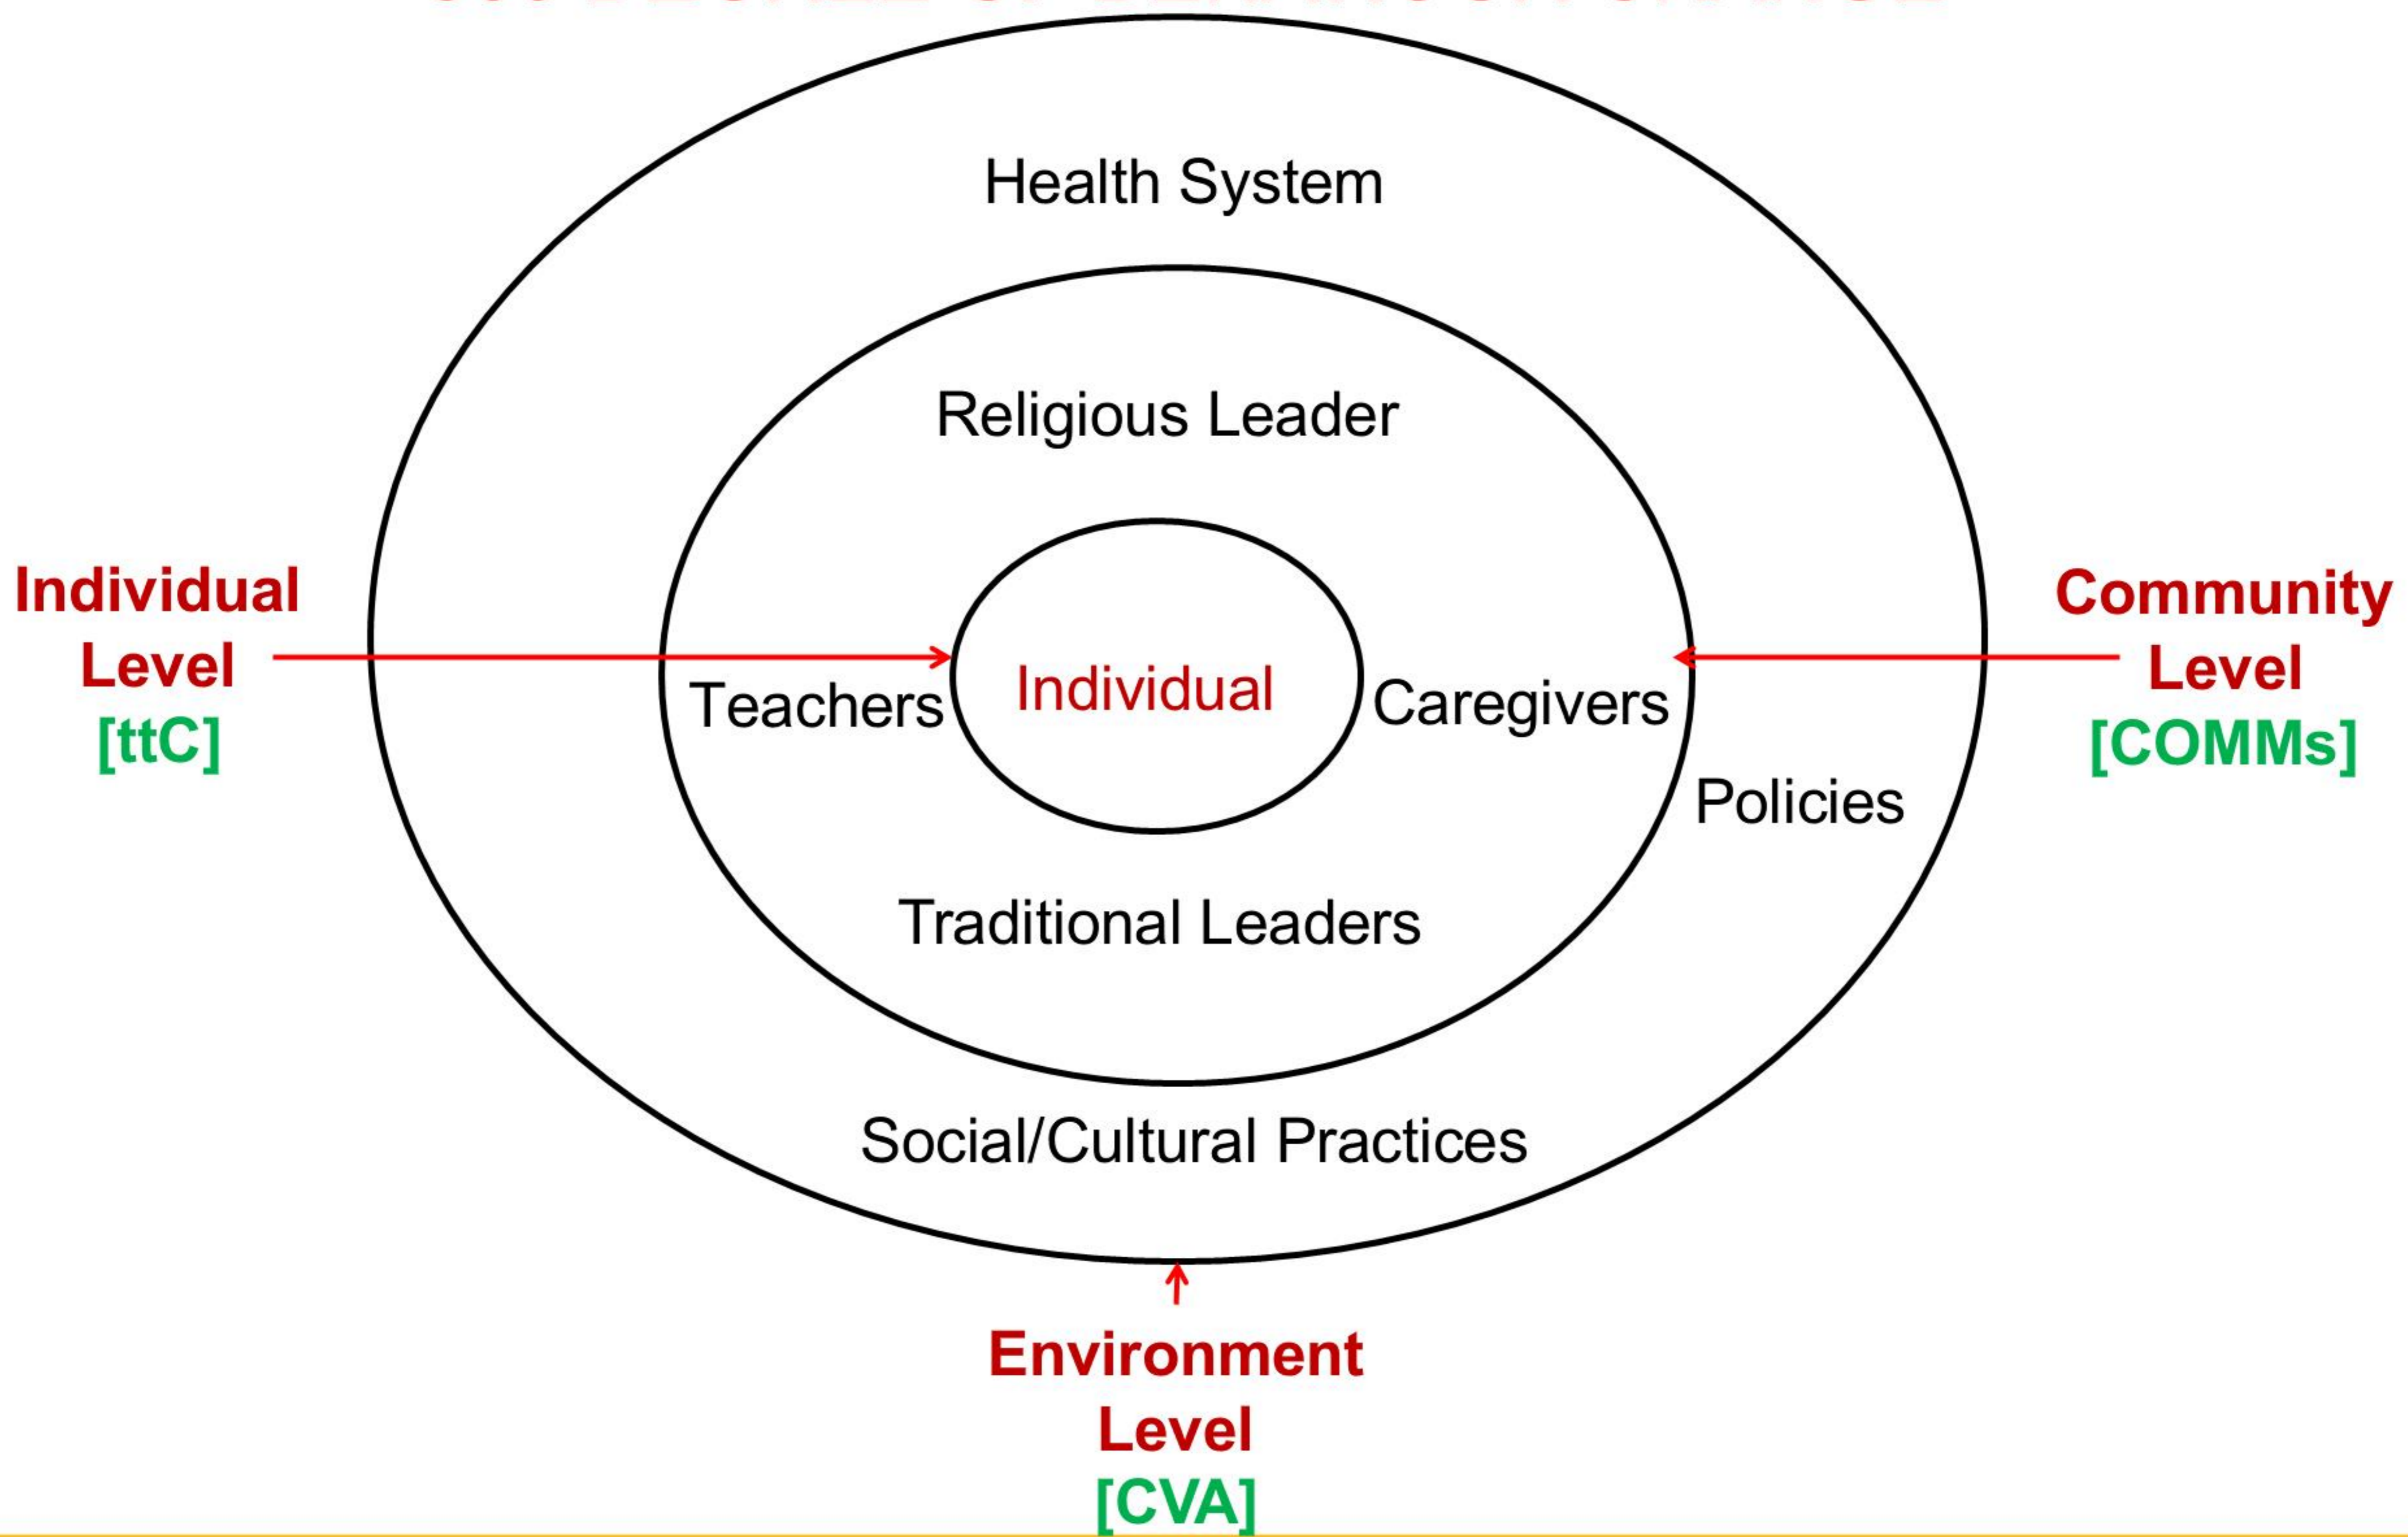 Health System
Religious Leader
Individual
Level
[ttC]
Teachers
Individual
Caregivers
Community
Level
[COMMs]
Policies
Traditional Leaders
Social/Cultural Practices
Environment
Level
[CVA]